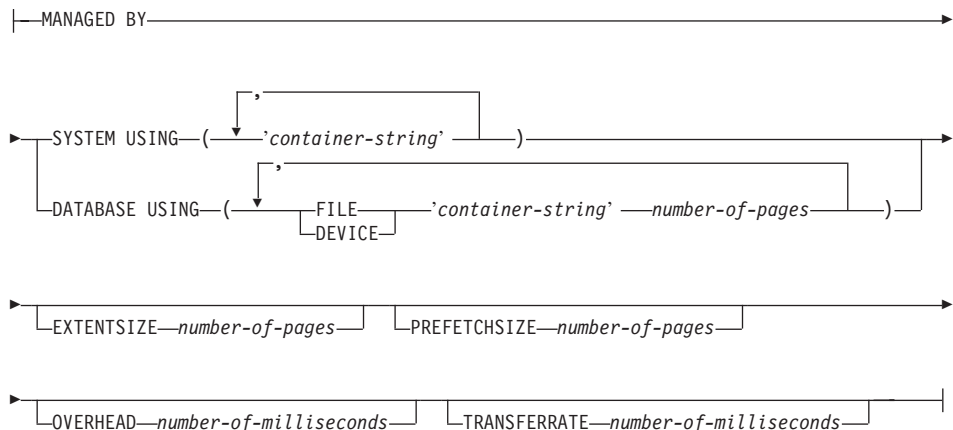 MANAGED BY
,
SYSTEM USING ( 'container-string' )
,
DATABASE USING ( FILE 'container-string' number-of-pages )
DEVICE
EXTENTSIZE number-of-pages PREFETCHSIZE number-of-pages
OVERHEAD number-of-milliseconds TRANSFERRATE number-of-milliseconds